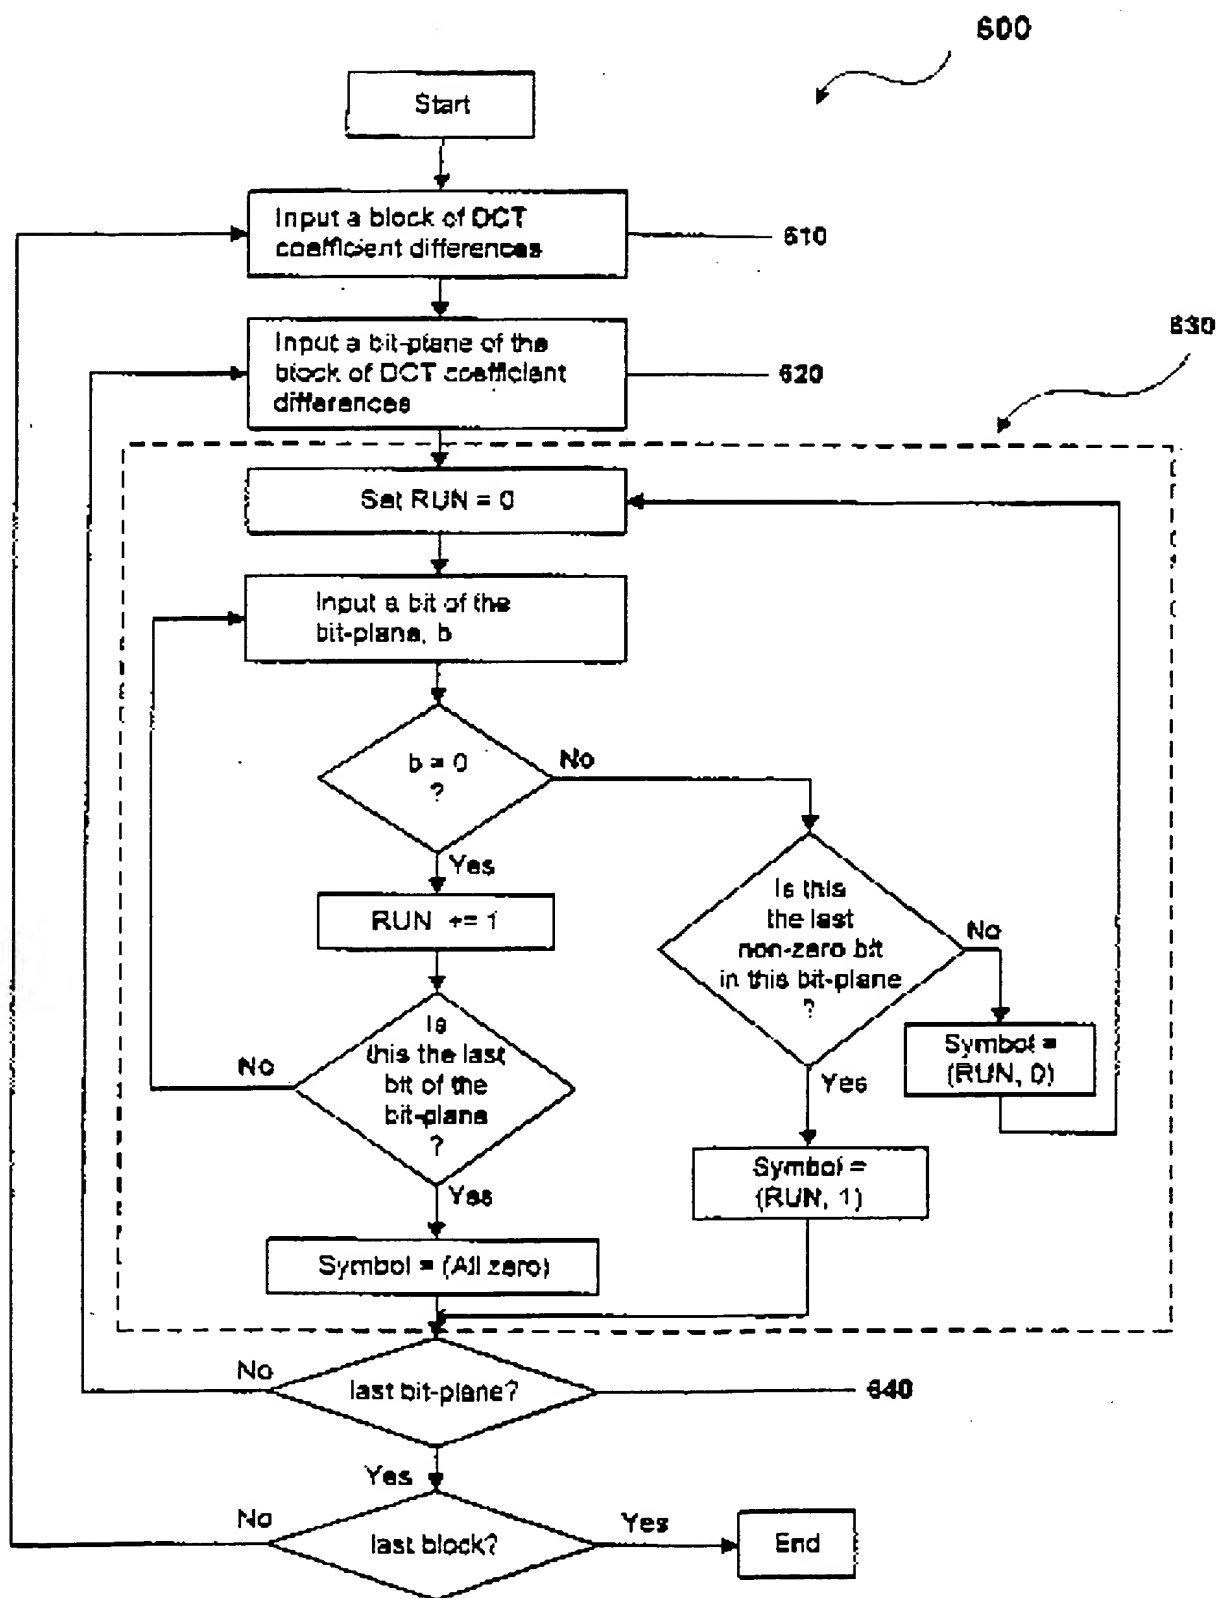 600
Start
Input a block of DCT
coefficient differences
610
Input a bit-plane of the
block of DCT coefficient
differences
620
630
Set RUN = 0
Input a bit of the
bit-plane, b
b = 0
?
No
Yes
RUN += 1
Is this
the last
non-zero bit
in this bit-plane
?
No
Symbol =
(RUN, 0)
Is
this the last
bit of the
bit-plane
?
No
Yes
Symbol =
(RUN, 1)
Yes
Symbol = (All zero)
No
last bit-plane?
640
Yes
No
last block?
Yes
End